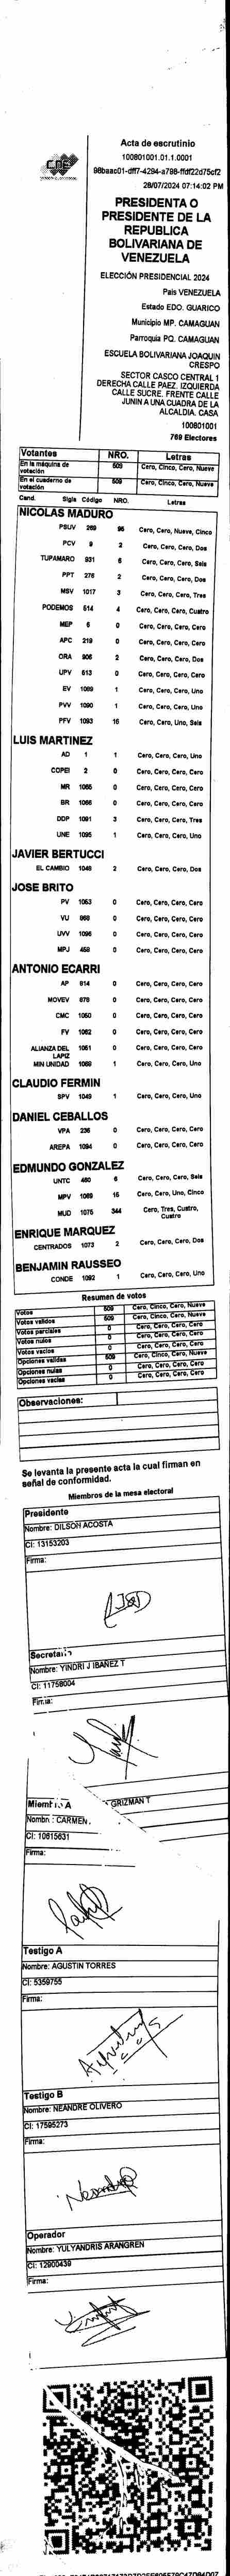 CNE
Acta de escrutinio
100801001.01.1.0001
98baac01-dff7-4294-a798-ffdf22d75cf2
28/07/2024 07:14:02 PM
PRESIDENTA O
PRESIDENTE DE LA
REPUBLICA
BOLIVARIANA DE
VENEZUELA
ELECCIÓN PRESIDENCIAL 2024
País VENEZUELA
Estado EDO. GUARICO
Municipio MP. CAMAGUAN
Parroquia PQ. CAMAGUAN
ESCUELA BOLIVARIANA JOAQUIN
CRESPO
SECTOR CASCO CENTRAL 1
DERECHA CALLE PAEZ. IZQUIERDA
CALLE SUCRE. FRENTE CALLE
JUNIN A UNA CUADRA DE LA
ALCALDIA. CASA
100801001
769 Electores
Votantes NRO. Letras
En la máquina de votación 509 Cero, Cinco, Cero, Nueve
En el cuaderno de votación 509 Cero, Cinco, Cero, Nueve
Cand. Sigla Código NRO. Letras
NICOLAS MADURO
PSUV 269 95 Cero, Cero, Nueve, Cinco
PCV 9 2 Cero, Cero, Cero, Dos
TUPAMARO 931 6 Cero, Cero, Cero, Seis
PPT 276 2 Cero, Cero, Cero, Dos
MSV 1017 3 Cero, Cero, Cero, Tres
PODEMOS 514 4 Cero, Cero, Cero, Cuatro
MEP 6 0 Cero, Cero, Cero, Cero
APC 219 0 Cero, Cero, Cero, Cero
ORA 906 2 Cero, Cero, Cero, Dos
UPV 613 0 Cero, Cero, Cero, Cero
EV 1089 1 Cero, Cero, Cero, Uno
PVV 1090 1 Cero, Cero, Cero, Uno
PFV 1093 16 Cero, Cero, Uno, Seis
LUIS MARTINEZ
AD 1 1 Cero, Cero, Cero, Uno
COPEI 2 0 Cero, Cero, Cero, Cero
MR 1065 0 Cero, Cero, Cero, Cero
BR 1066 0 Cero, Cero, Cero, Cero
DDP 1091 3 Cero, Cero, Cero, Tres
UNE 1095 1 Cero, Cero, Cero, Uno
JAVIER BERTUCCI
EL CAMBIO 1048 2 Cero, Cero, Cero, Dos
JOSE BRITO
PV 1063 0 Cero, Cero, Cero, Cero
VU 968 0 Cero, Cero, Cero, Cero
UVV 1096 0 Cero, Cero, Cero, Cero
MPJ 458 0 Cero, Cero, Cero, Cero
ANTONIO ECARRI
AP 814 0 Cero, Cero, Cero, Cero
MOVEV 878 0 Cero, Cero, Cero, Cero
CMC 1050 0 Cero, Cero, Cero, Cero
FV 1062 0 Cero, Cero, Cero, Cero
ALIANZA DEL LAPIZ 1051 0 Cero, Cero, Cero, Cero
MIN UNIDAD 1068 1 Cero, Cero, Cero, Uno
CLAUDIO FERMIN
SPV 1049 1 Cero, Cero, Cero, Uno
DANIEL CEBALLOS
VPA 236 0 Cero, Cero, Cero, Cero
AREPA 1094 0 Cero, Cero, Cero, Cero
EDMUNDO GONZALEZ
UNTC 480 6 Cero, Cero, Cero, Seis
MPV 1069 15 Cero, Cero, Uno, Cinco
MUD 1075 344 Cero, Tres, Cuatro, Cuatro
ENRIQUE MARQUEZ
CENTRADOS 1073 2 Cero, Cero, Cero, Dos
BENJAMIN RAUSSEO
CONDE 1092 1 Cero, Cero, Cero, Uno
Resumen de votos
Votos 509 Cero, Cinco, Cero, Nueve
Votos validos 509 Cero, Cinco, Cero, Nueve
Votos parciales 0 Cero, Cero, Cero, Cero
Votos nulos 0 Cero, Cero, Cero, Cero
Votos vacíos 0 Cero, Cero, Cero, Cero
Opciones validas 509 Cero, Cinco, Cero, Nueve
Opciones nulas 0 Cero, Cero, Cero, Cero
Opciones vacías 0 Cero, Cero, Cero, Cero
Observaciones:
Se levanta la presente acta la cual firman en
señal de conformidad.
Miembros de la mesa electoral
Presidente
Nombre: DILSON ACOSTA
CI: 13153203
Firma:
Secretario
Nombre: YINDRI J IBAÑEZ T
CI: 11758004
Firma:
Miembro A
Nombre: CARMEN GRIZMAN T
CI: 10615631
Firma:
Testigo A
Nombre: AGUSTIN TORRES
CI: 5359755
Firma:
Testigo B
Nombre: NEANDRE OLIVERO
CI: 17595273
Firma:
Operador
Nombre: YULYANDRIS ARANGREN
CI: 12900439
Firma: